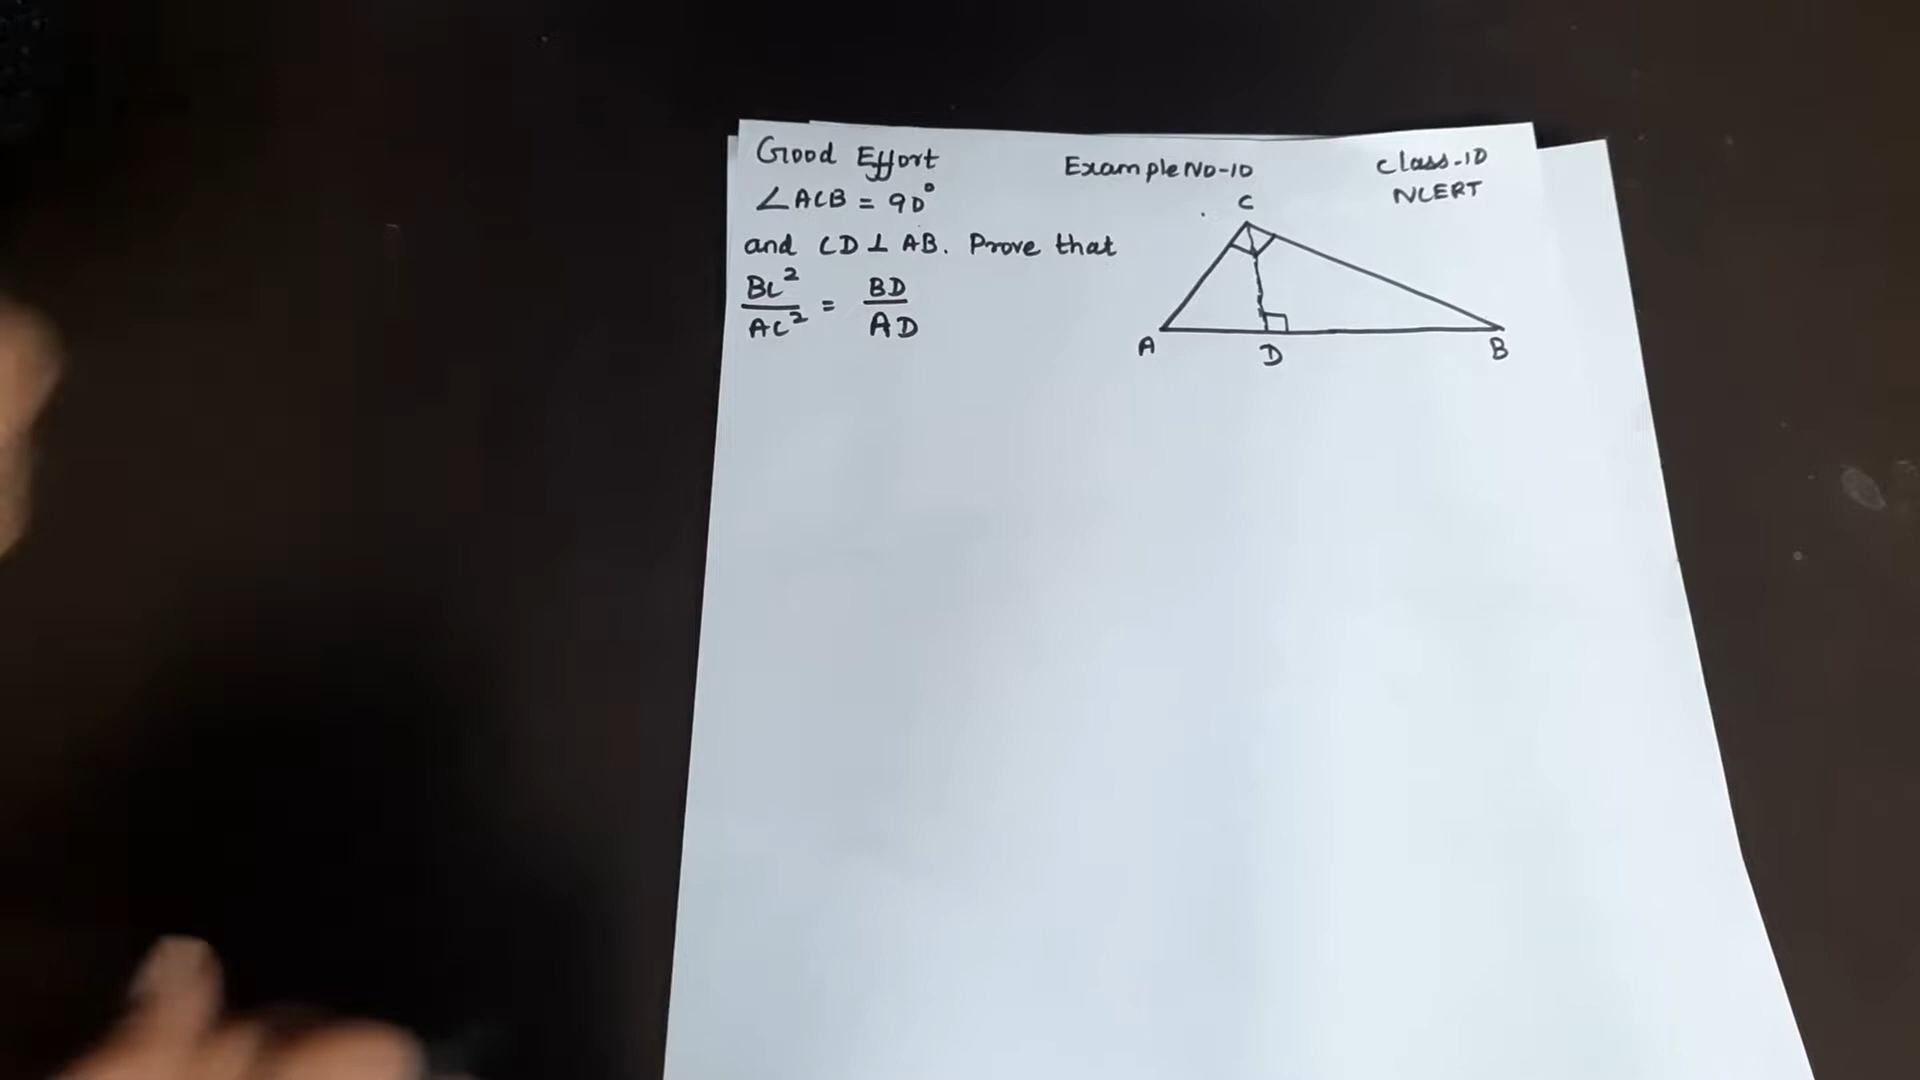 Good Effort
Example No-10
Class-10
NCERT
∠ACB = 90°
and CD ⊥ AB. Prove that
BC²/AC² = BD/AD
C
A
D
B